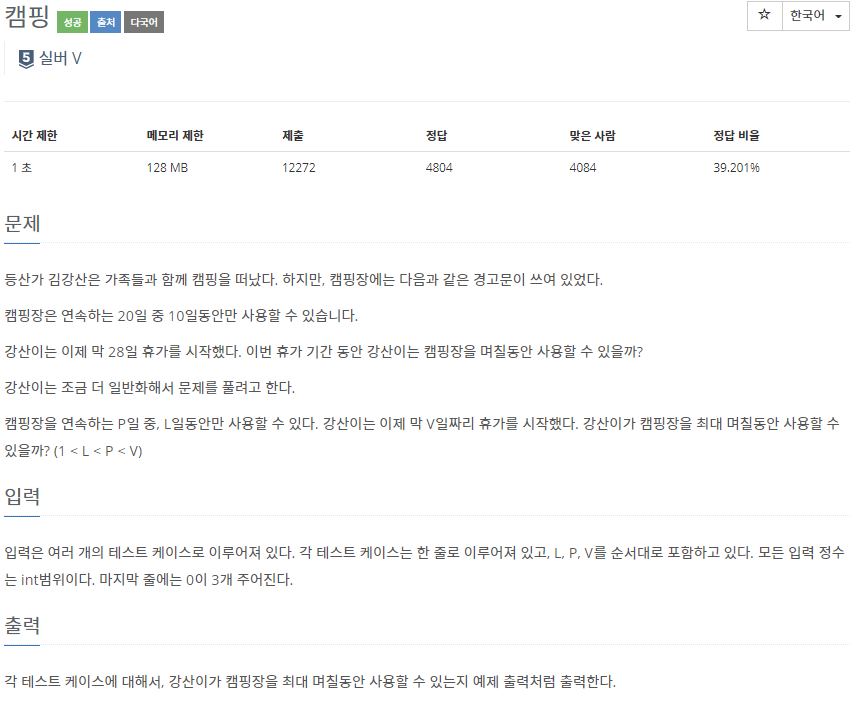 캠핑 성공 출처 다국어
☆ 한국어
5 실버 V
시간 제한 메모리 제한 제출 정답 맞은 사람 정답 비율
1 초 128 MB 12272 4804 4084 39.201%
문제
등산가 김강산은 가족들과 함께 캠핑을 떠났다. 하지만, 캠핑장에는 다음과 같은 경고문이 쓰여 있었다.
캠핑장은 연속하는 20일 중 10일동안만 사용할 수 있습니다.
강산이는 이제 막 28일 휴가를 시작했다. 이번 휴가 기간 동안 강산이는 캠핑장을 며칠동안 사용할 수 있을까?
강산이는 조금 더 일반화해서 문제를 풀려고 한다.
캠핑장을 연속하는 P일 중, L일동안만 사용할 수 있다. 강산이는 이제 막 V일짜리 휴가를 시작했다. 강산이가 캠핑장을 최대 며칠동안 사용할 수
있을까? (1 < L < P < V)
입력
입력은 여러 개의 테스트 케이스로 이루어져 있다. 각 테스트 케이스는 한 줄로 이루어져 있고, L, P, V를 순서대로 포함하고 있다. 모든 입력 정수
는 int범위이다. 마지막 줄에는 0이 3개 주어진다.
출력
각 테스트 케이스에 대해서, 강산이가 캠핑장을 최대 며칠동안 사용할 수 있는지 예제 출력처럼 출력한다.